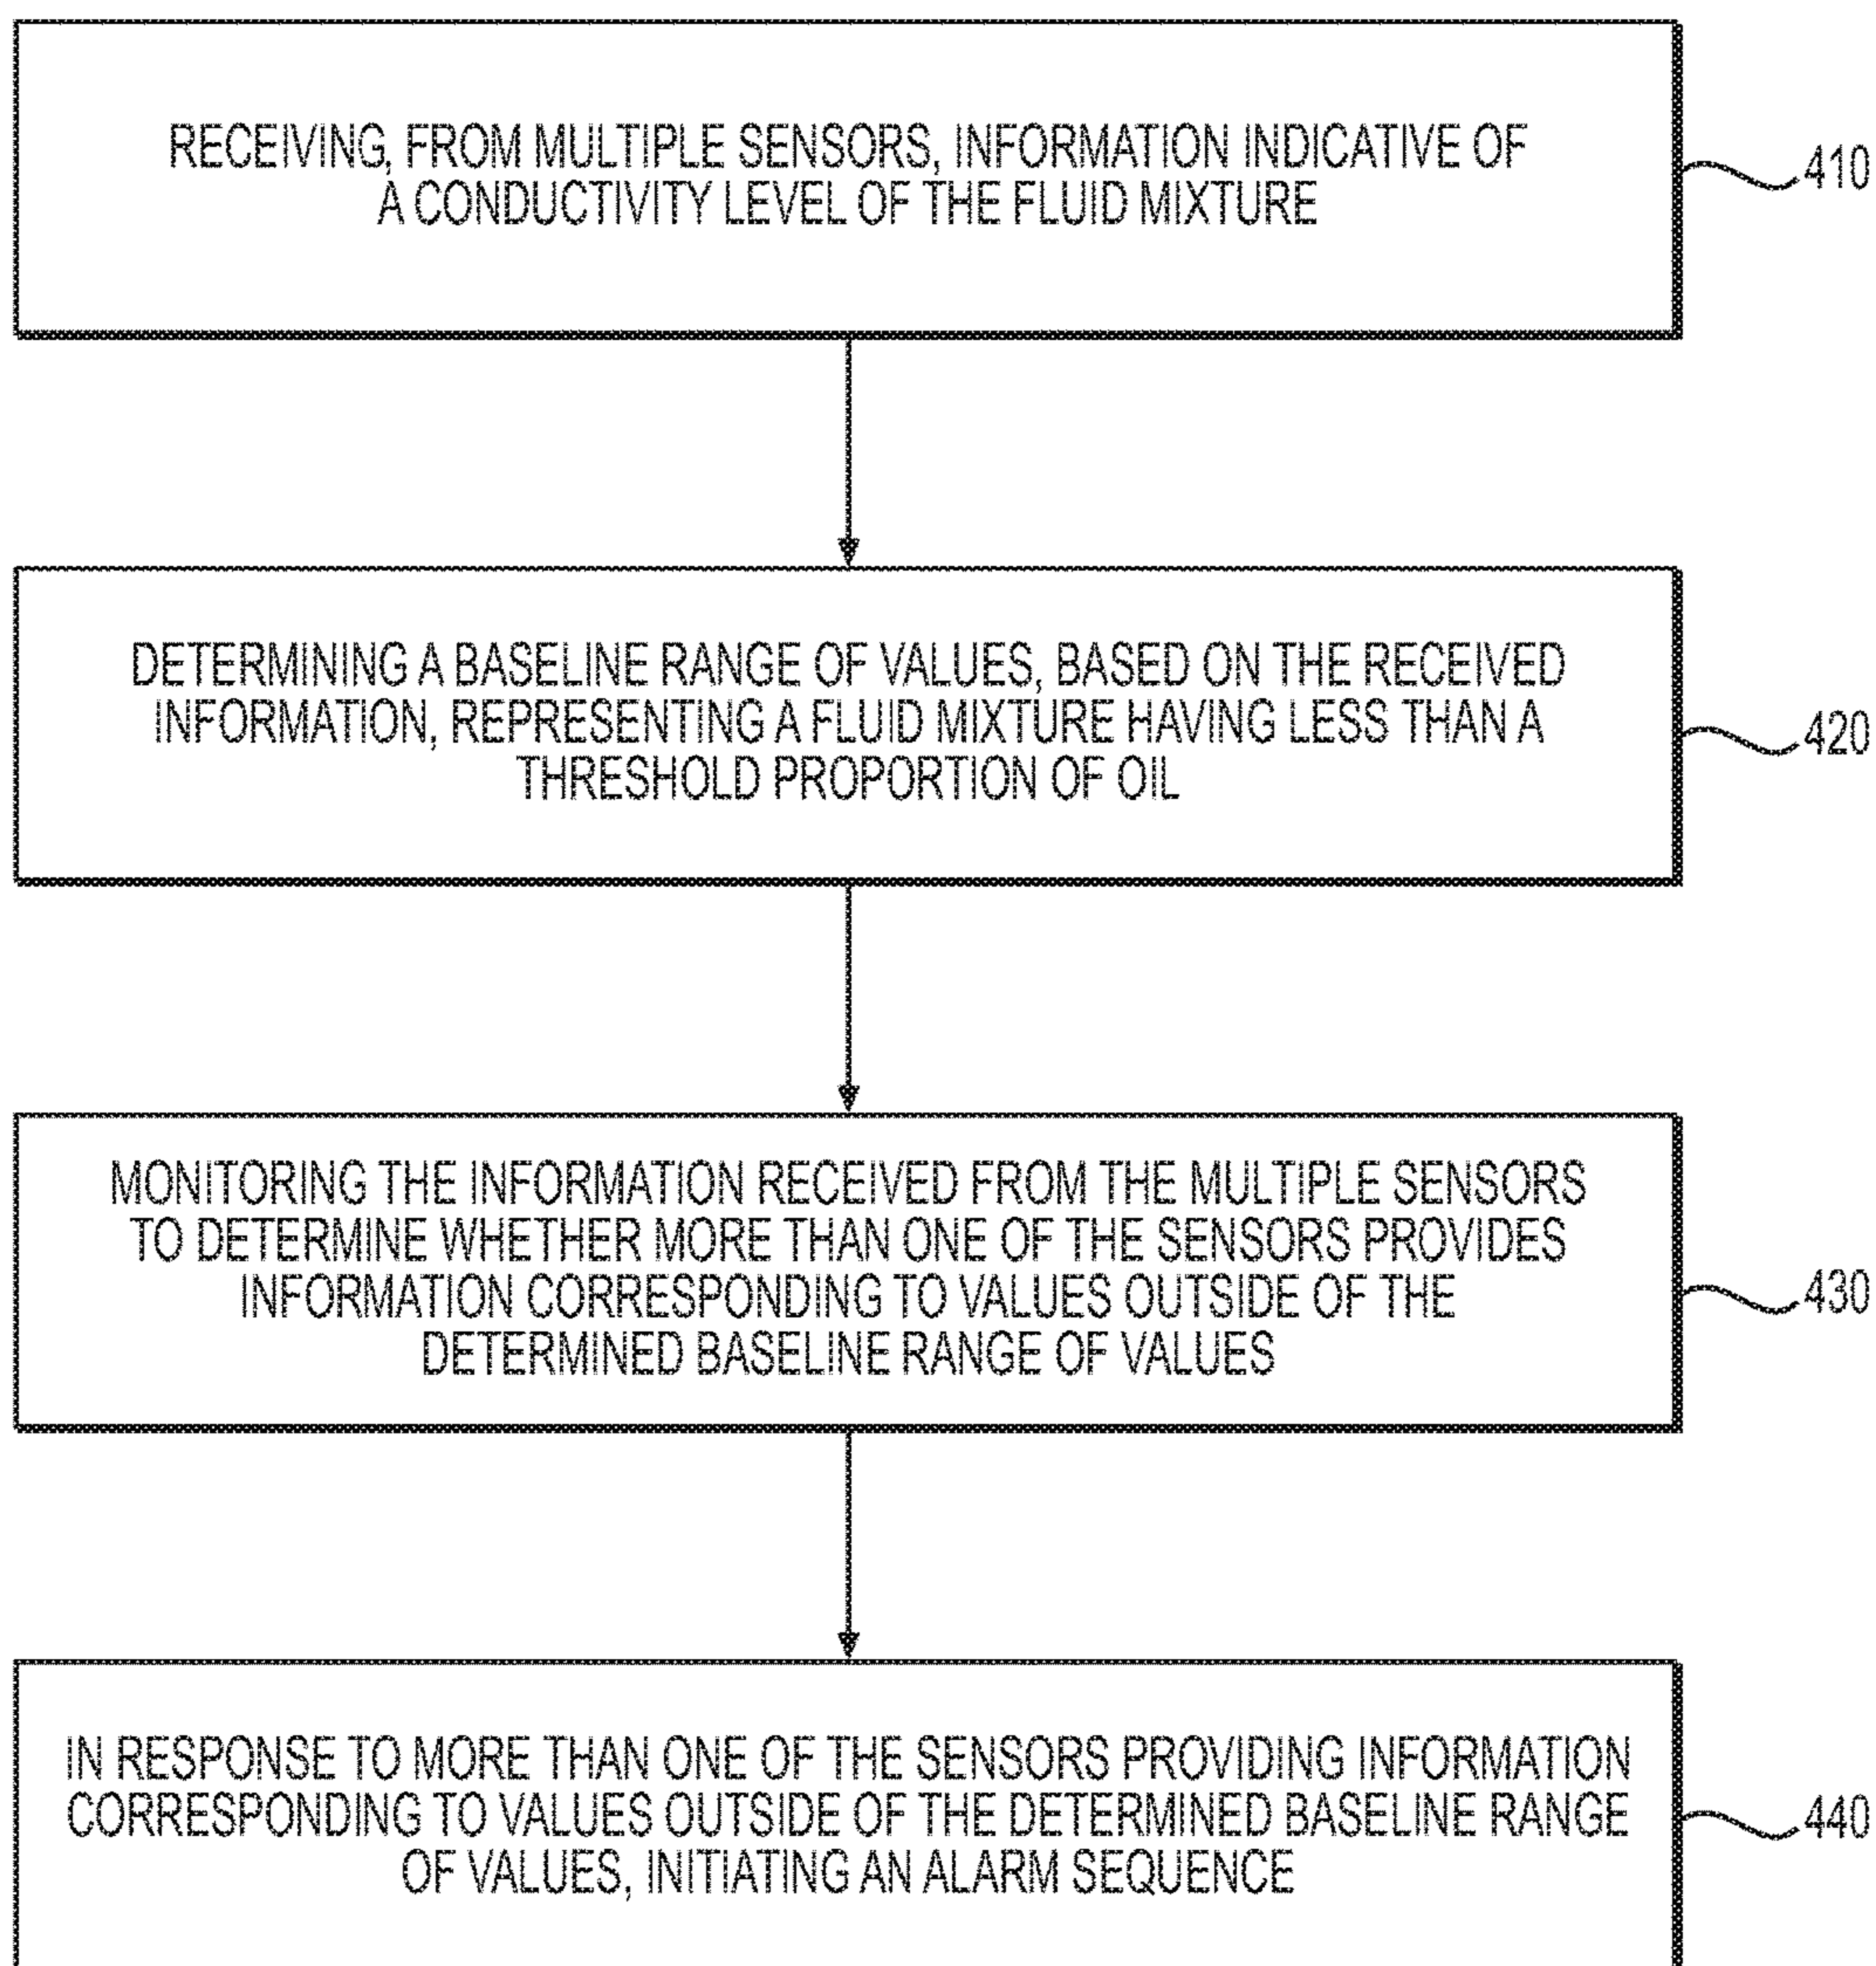 RECEIVING, FROM MULTIPLE SENSORS, INFORMATION INDICATIVE OF
A CONDUCTIVITY LEVEL OF THE FLUID MIXTURE
410
DETERMINING A BASELINE RANGE OF VALUES, BASED ON THE RECEIVED
INFORMATION, REPRESENTING A FLUID MIXTURE HAVING LESS THAN A
THRESHOLD PROPORTION OF OIL
420
MONITORING THE INFORMATION RECEIVED FROM THE MULTIPLE SENSORS
TO DETERMINE WHETHER MORE THAN ONE OF THE SENSORS PROVIDES
INFORMATION CORRESPONDING TO VALUES OUTSIDE OF THE
DETERMINED BASELINE RANGE OF VALUES
430
IN RESPONSE TO MORE THAN ONE OF THE SENSORS PROVIDING INFORMATION
CORRESPONDING TO VALUES OUTSIDE OF THE DETERMINED BASELINE RANGE
OF VALUES, INITIATING AN ALARM SEQUENCE
440